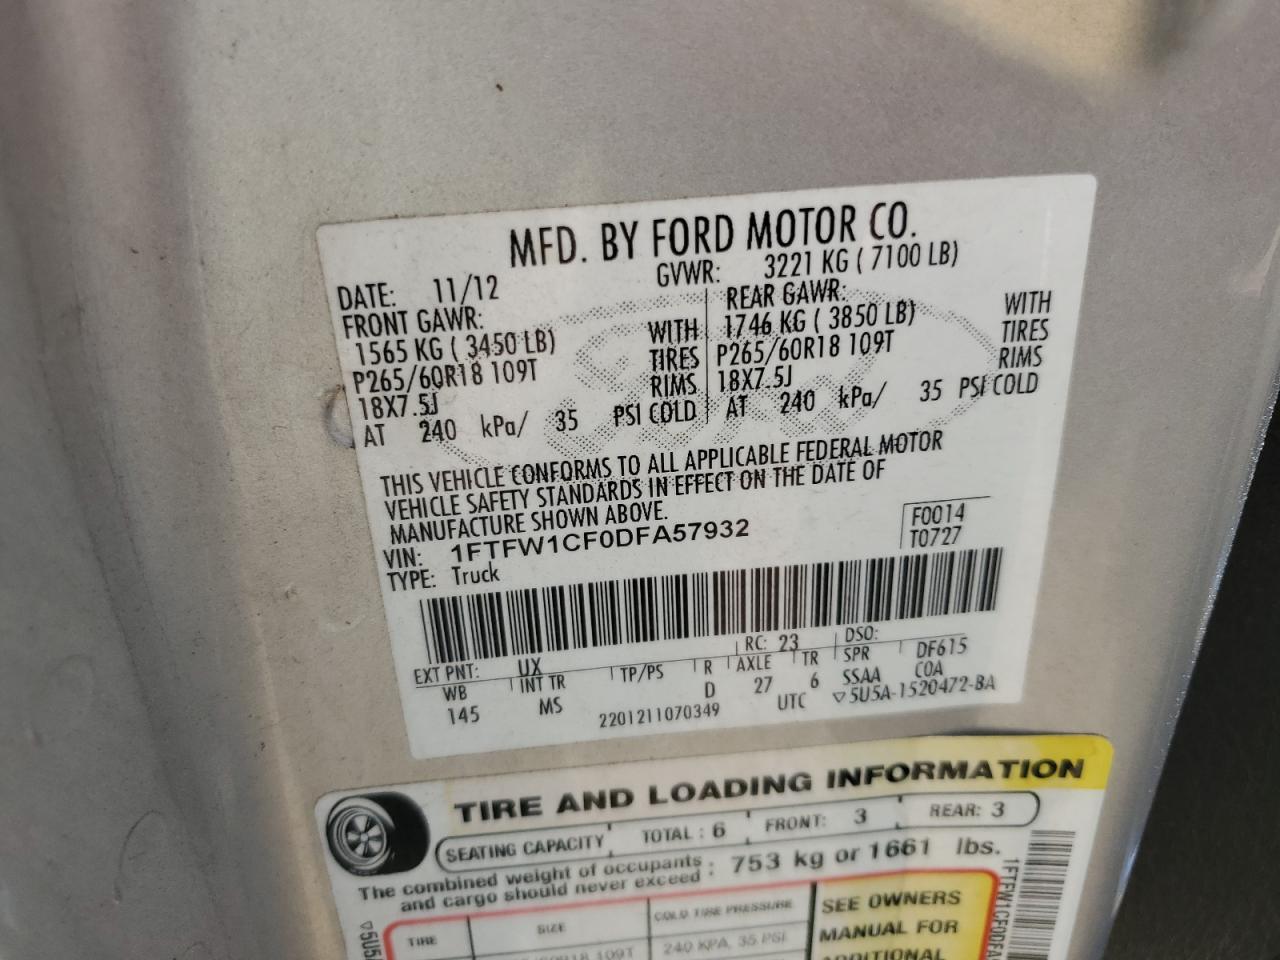 MFD. BY FORD MOTOR CO.
DATE: 11/12 GVWR: 3221 KG ( 7100 LB)
FRONT GAWR: REAR GAWR:
1565 KG ( 3450 LB) WITH 1746 KG ( 3850 LB) WITH
P265/60R18 109T TIRES P265/60R18 109T TIRES
18X7.5J RIMS 18X7.5J RIMS
AT 240 kPa/ 35 PSI COLD AT 240 kPa/ 35 PSI COLD
THIS VEHICLE CONFORMS TO ALL APPLICABLE FEDERAL MOTOR
VEHICLE SAFETY STANDARDS IN EFFECT ON THE DATE OF
MANUFACTURE SHOWN ABOVE.
VIN: 1FTFW1CF0DFA57932 F0014
TYPE: Truck T0727
EXT PNT: UX RC: 23 DSO:
WB INT TR TP/PS R AXLE TR SPR DF615
145 MS D 27 6 SSAA COA
2201211070349 UTC ▽5U5A-1520472-BA
TIRE AND LOADING INFORMATION
SEATING CAPACITY TOTAL : 6 FRONT: 3 REAR: 3
The combined weight of occupants
and cargo should never exceed : 753 kg or 1661 lbs.
TIRE SIZE COLD TIRE PRESSURE SEE OWNERS
109T 240 KPA, 35 PSI MANUAL FOR
ADDITIONAL
▽5U5A
1FTFW1CF0DFA